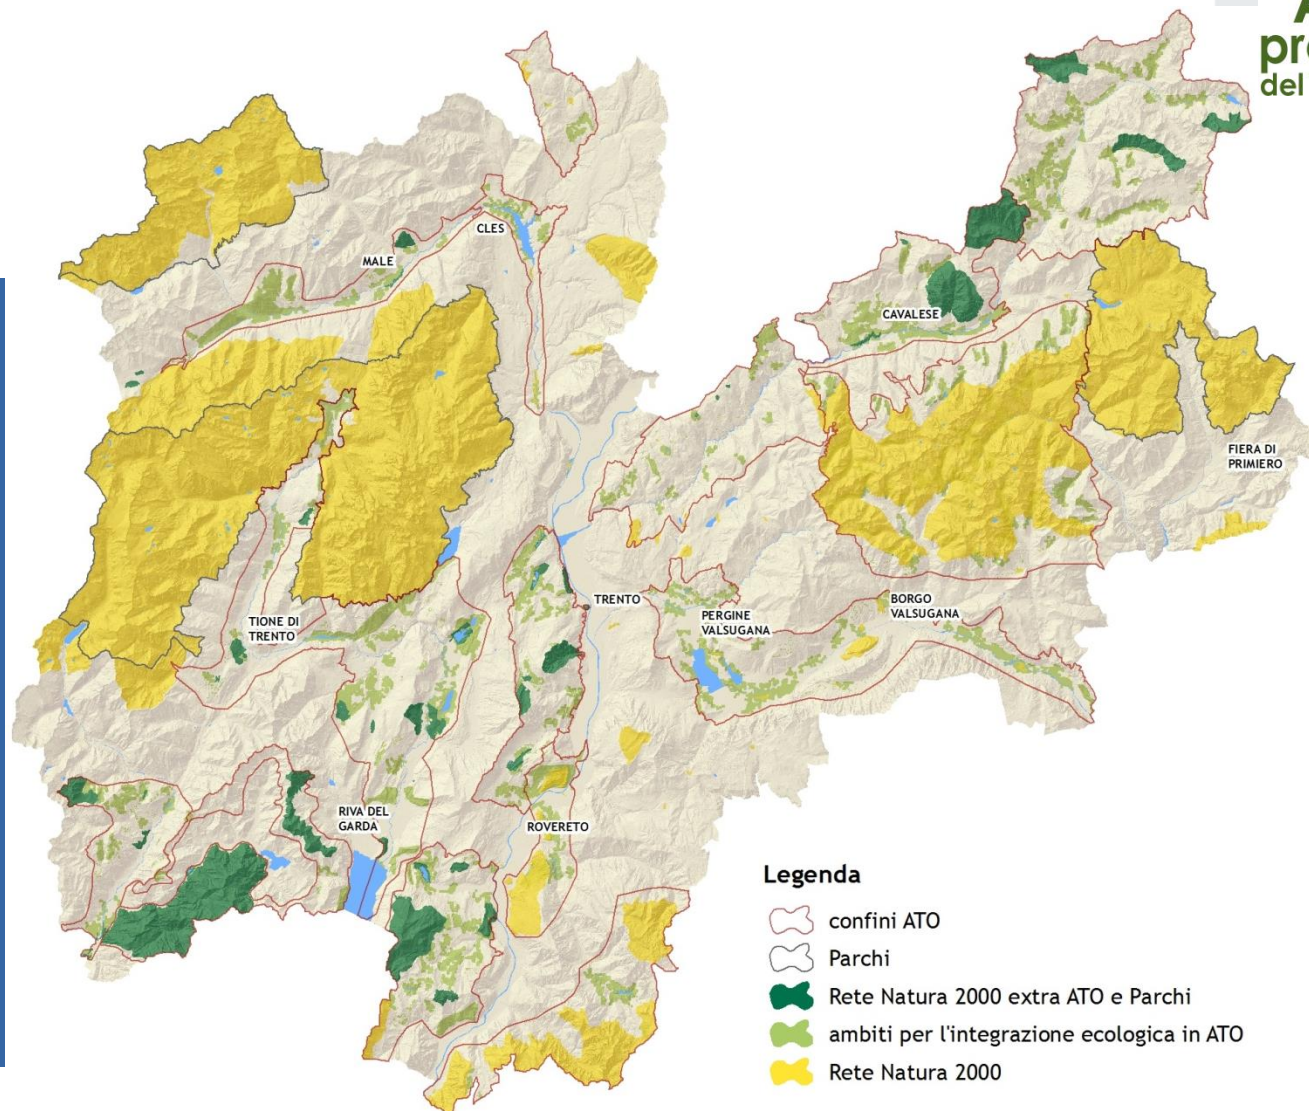 del
CLES
MALE
CAVALESE
FIERA DI
PRIMIERO
TRENTO
BORGO
VALSUGANA
PERGINE
VALSUGANA
TIONE DI
TRENTO
RIVA DEL
GARDA
ROVERETO
Legenda
confini ATO
Parchi
Rete Natura 2000 extra ATO e Parchi
ambiti per l'integrazione ecologica in ATO
Rete Natura 2000